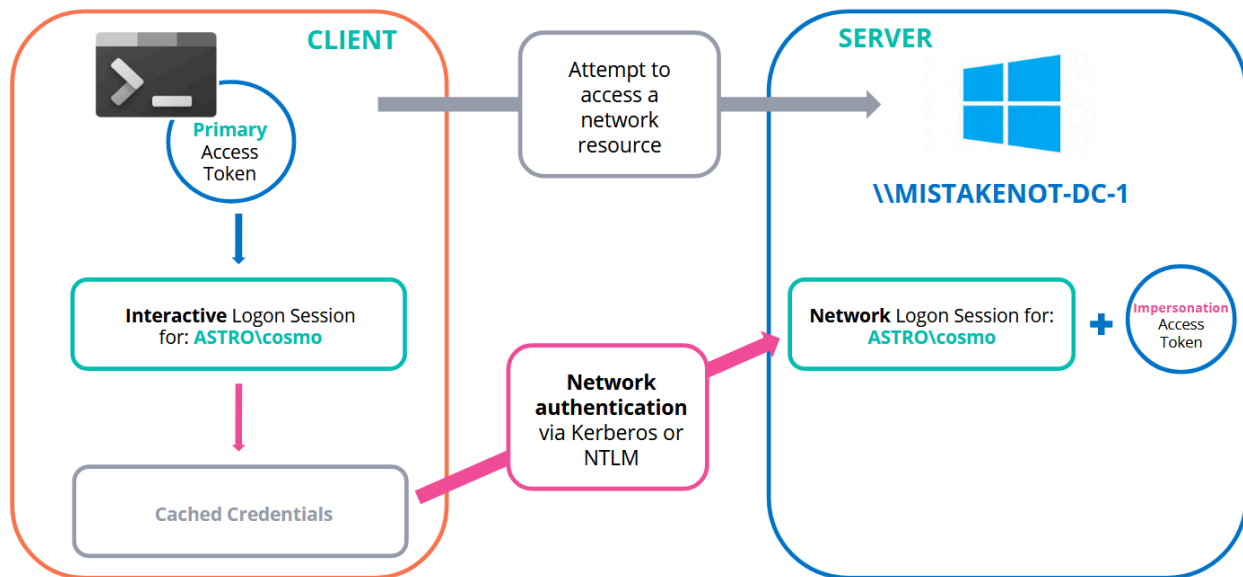 CLIENT
Primary
Access
Token
Interactive Logon Session
for: ASTRO\cosmo
Cached Credentials
Attempt to
access a
network
resource
Network
authentication
via Kerberos or
NTLM
SERVER
\\MISTAKENOT-DC-1
Network Logon Session for:
ASTRO\cosmo
Impersonation
Access
Token